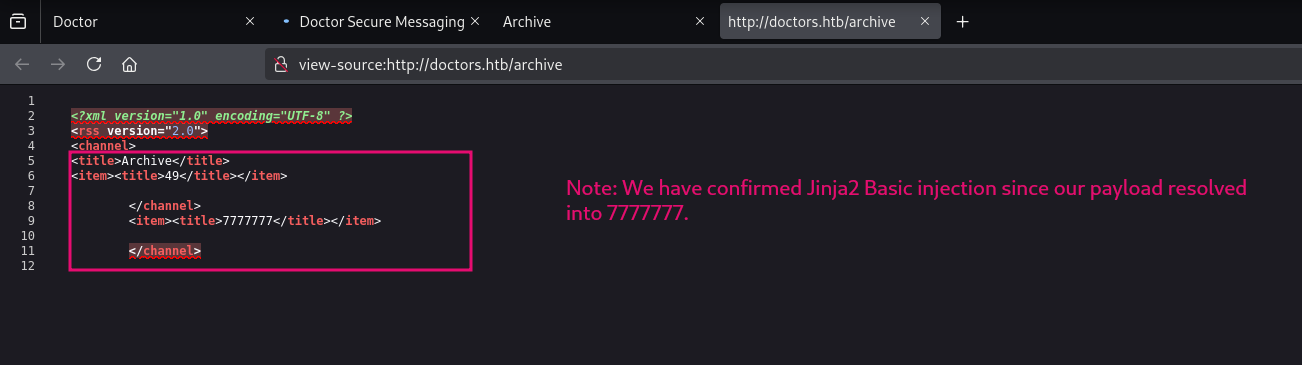 Doctor
Doctor Secure Messaging
Archive
http://doctors.htb/archive
view-source:http://doctors.htb/archive
1
2 <?xml version="1.0" encoding="UTF-8" ?>
3 <rss version="2.0">
4 <channel>
5 <title>Archive</title>
6 <item><title>49</title></item>
7
8 </channel>
9 <item><title>7777777</title></item>
10
11 </channel>
12
Note: We have confirmed Jinja2 Basic injection since our payload resolved
into 7777777.